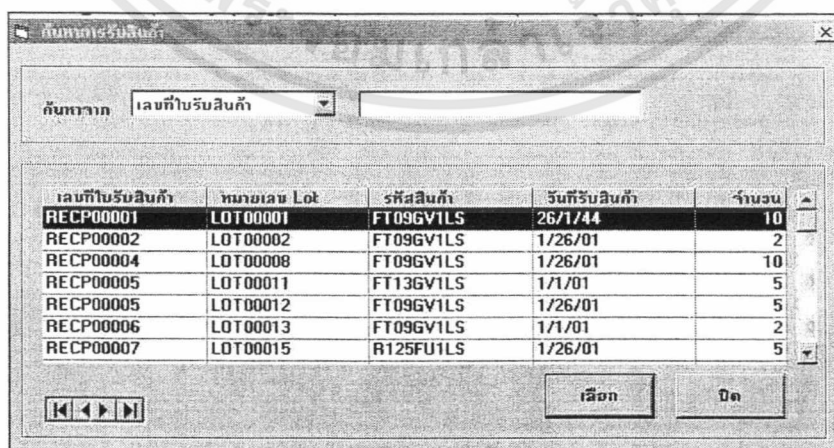 ค้นหาการรับสินค้า
ค้นหาจาก เลขที่ใบรับสินค้า
เลขที่ใบรับสินค้า หมายเลข Lot รหัสสินค้า วันที่รับสินค้า จำนวน
RECP00001 LOT00001 FT09GV1LS 26/1/44 10
RECP00002 LOT00002 FT09GV1LS 1/26/01 2
RECP00004 LOT00008 FT09GV1LS 1/26/01 10
RECP00005 LOT00011 FT13GV1LS 1/1/01 5
RECP00005 LOT00012 FT09GV1LS 1/26/01 5
RECP00006 LOT00013 FT09GV1LS 1/1/01 2
RECP00007 LOT00015 R125FU1LS 1/26/01 5
เลือก ปิด